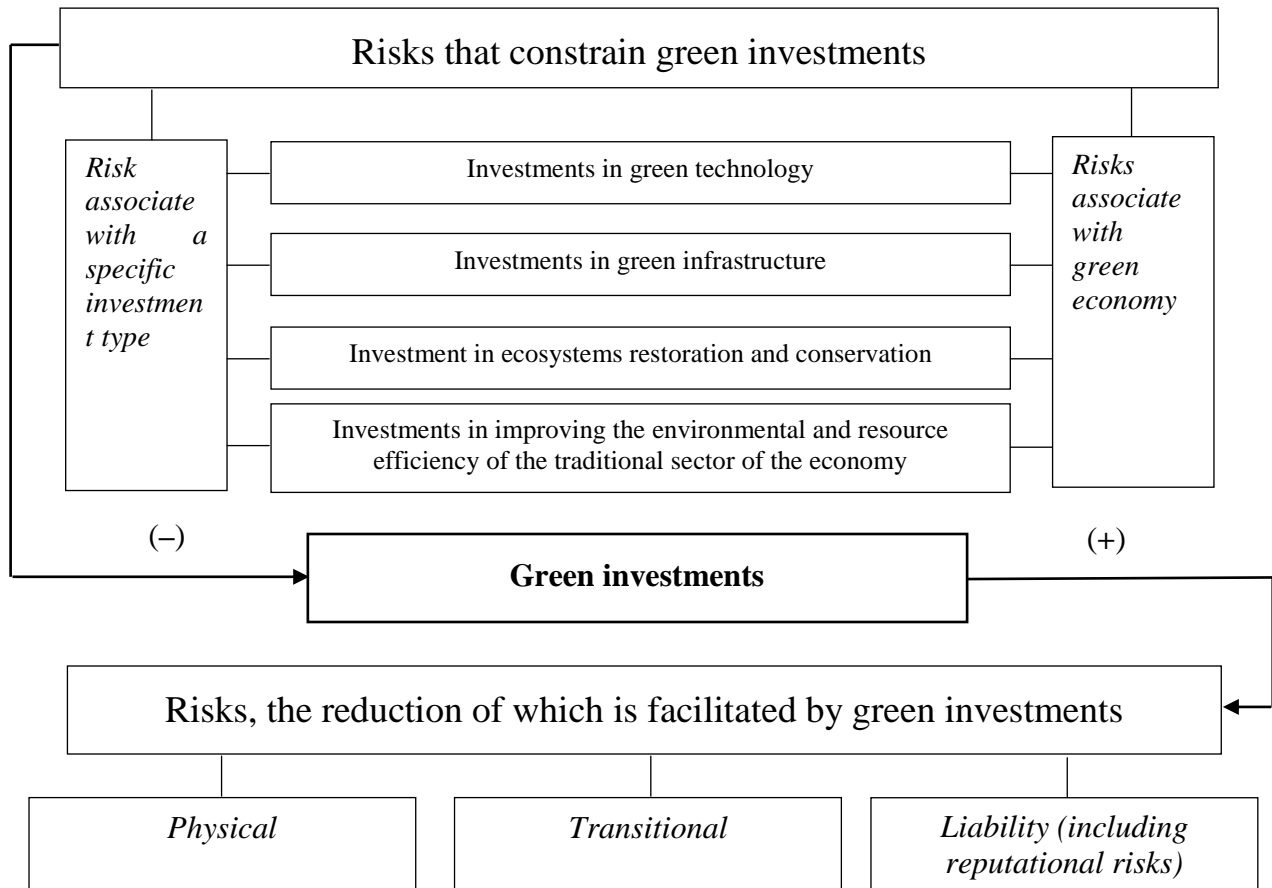 Risks that constrain green investments
Risk
associate
with a
specific
investmen
t type
Investments in green technology
Investments in green infrastructure
Investment in ecosystems restoration and conservation
Investments in improving the environmental and resource
efficiency of the traditional sector of the economy
Risks
associate
with
green
economy
(–)
(+)
Green investments
Risks, the reduction of which is facilitated by green investments
Physical
Transitional
Liability (including
reputational risks)